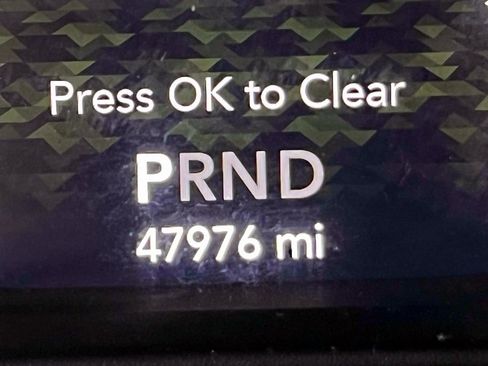 Press OK to Clear
PRND
47976 mi